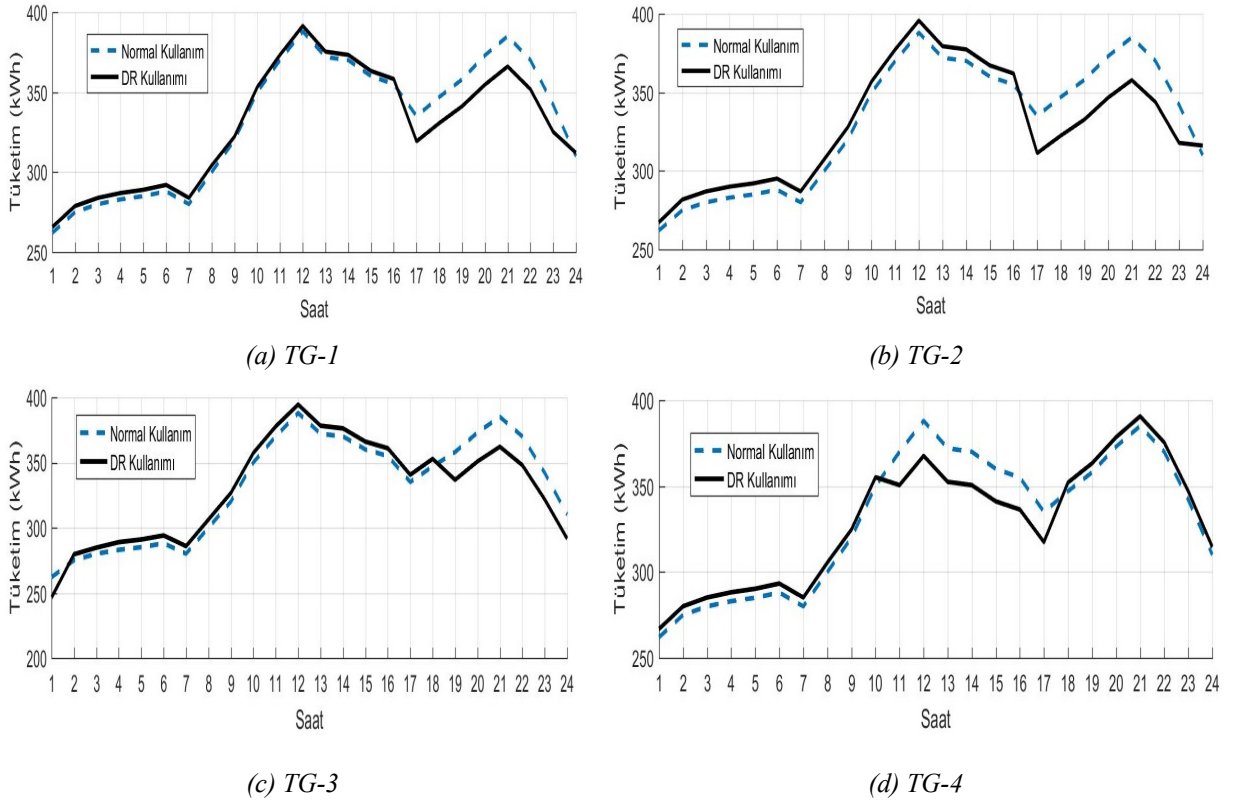 Tüketim (kWh)
400
350
300
250
Normal Kullanım
DR Kullanımı
1 2 3 4 5 6 7 8 9 10 11 12 13 14 15 16 17 18 19 20 21 22 23 24
Saat
(a) TG-1
Tüketim (kWh)
400
350
300
250
Normal Kullanım
DR Kullanımı
1 2 3 4 5 6 7 8 9 10 11 12 13 14 15 16 17 18 19 20 21 22 23 24
Saat
(b) TG-2
Tüketim (kWh)
400
350
300
250
200
Normal Kullanım
DR Kullanımı
1 2 3 4 5 6 7 8 9 10 11 12 13 14 15 16 17 18 19 20 21 22 23 24
Saat
(c) TG-3
Tüketim (kWh)
400
350
300
250
Normal Kullanım
DR Kullanımı
1 2 3 4 5 6 7 8 9 10 11 12 13 14 15 16 17 18 19 20 21 22 23 24
Saat
(d) TG-4